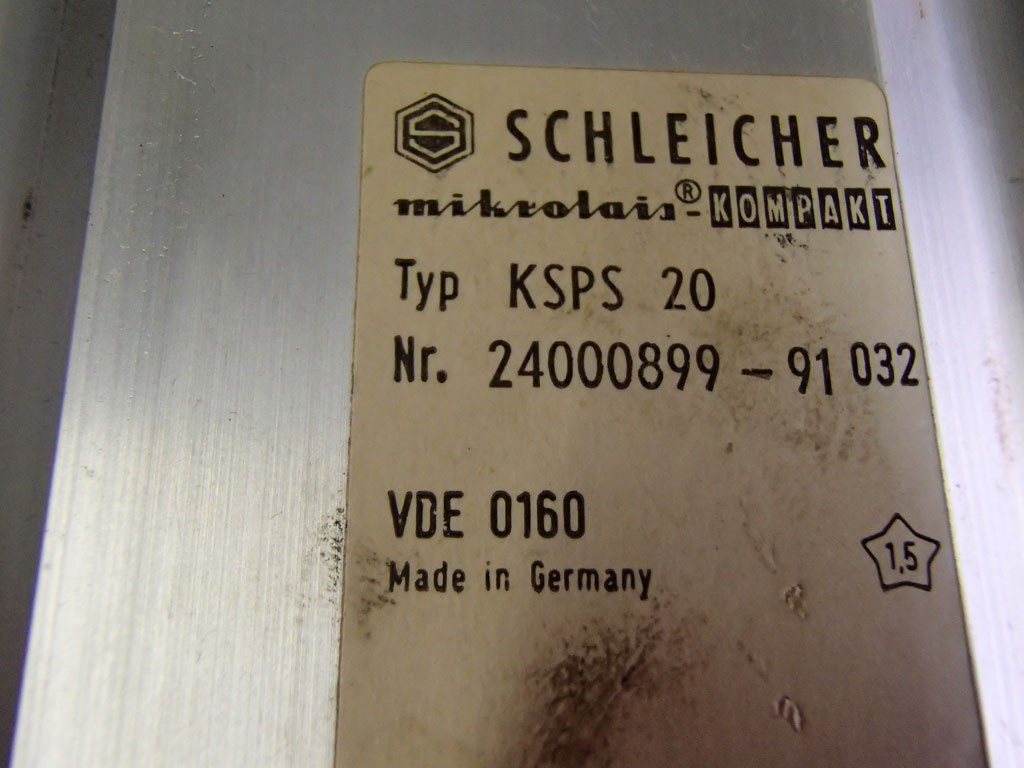 SCHLEICHER
mikrolais®-KOMPAKT
Typ KSPS 20
Nr. 24000899-91 032
VDE 0160
Made in Germany
1,5